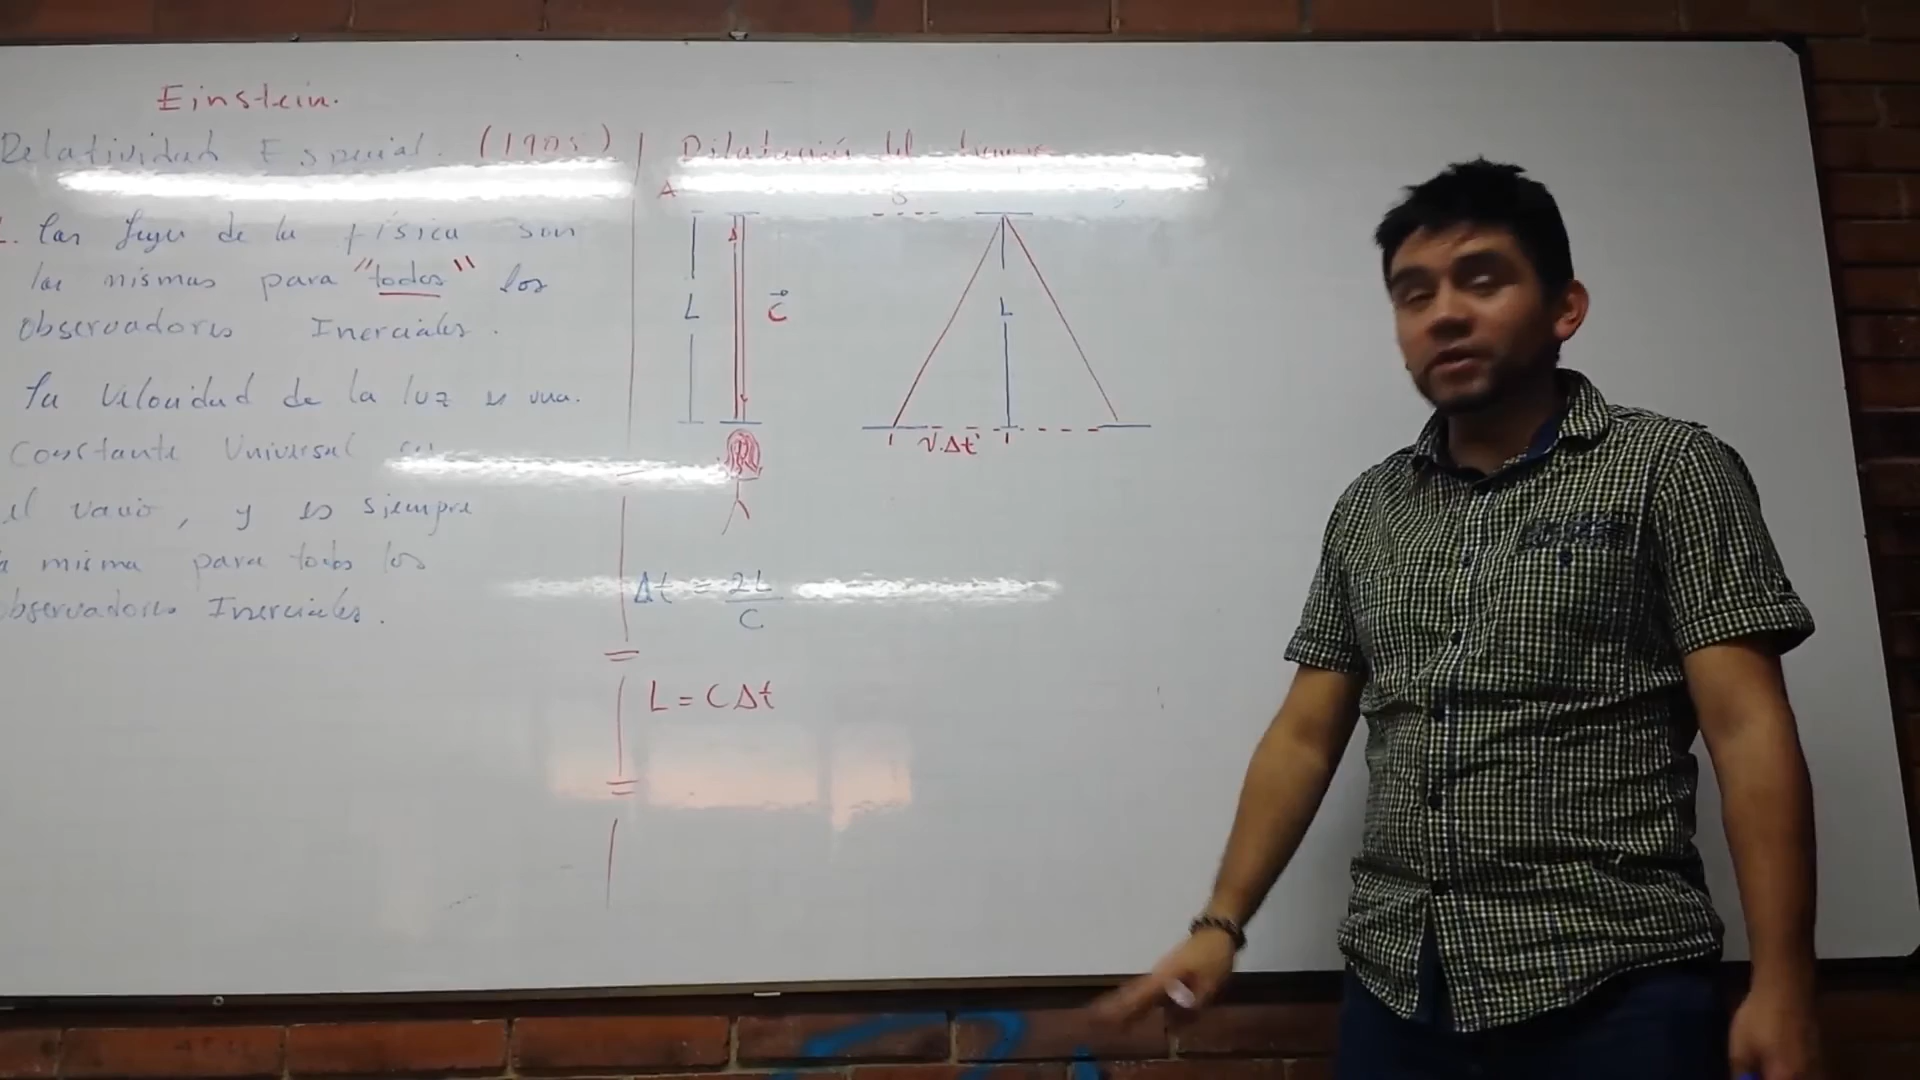 Einstein.
Relatividad Especial. (1905)
1. Las leyes de la física son
las mismas para "todos" los
Observadores Inerciales.
La Velocidad de la luz es una.
Constante Universal en
el vacio, y es siempre
la misma para todos los
Observadores Inerciales.
Dilatación del tiempo
A
L
C
L
V.Δt'
Δt = 2L
C
L = CΔt